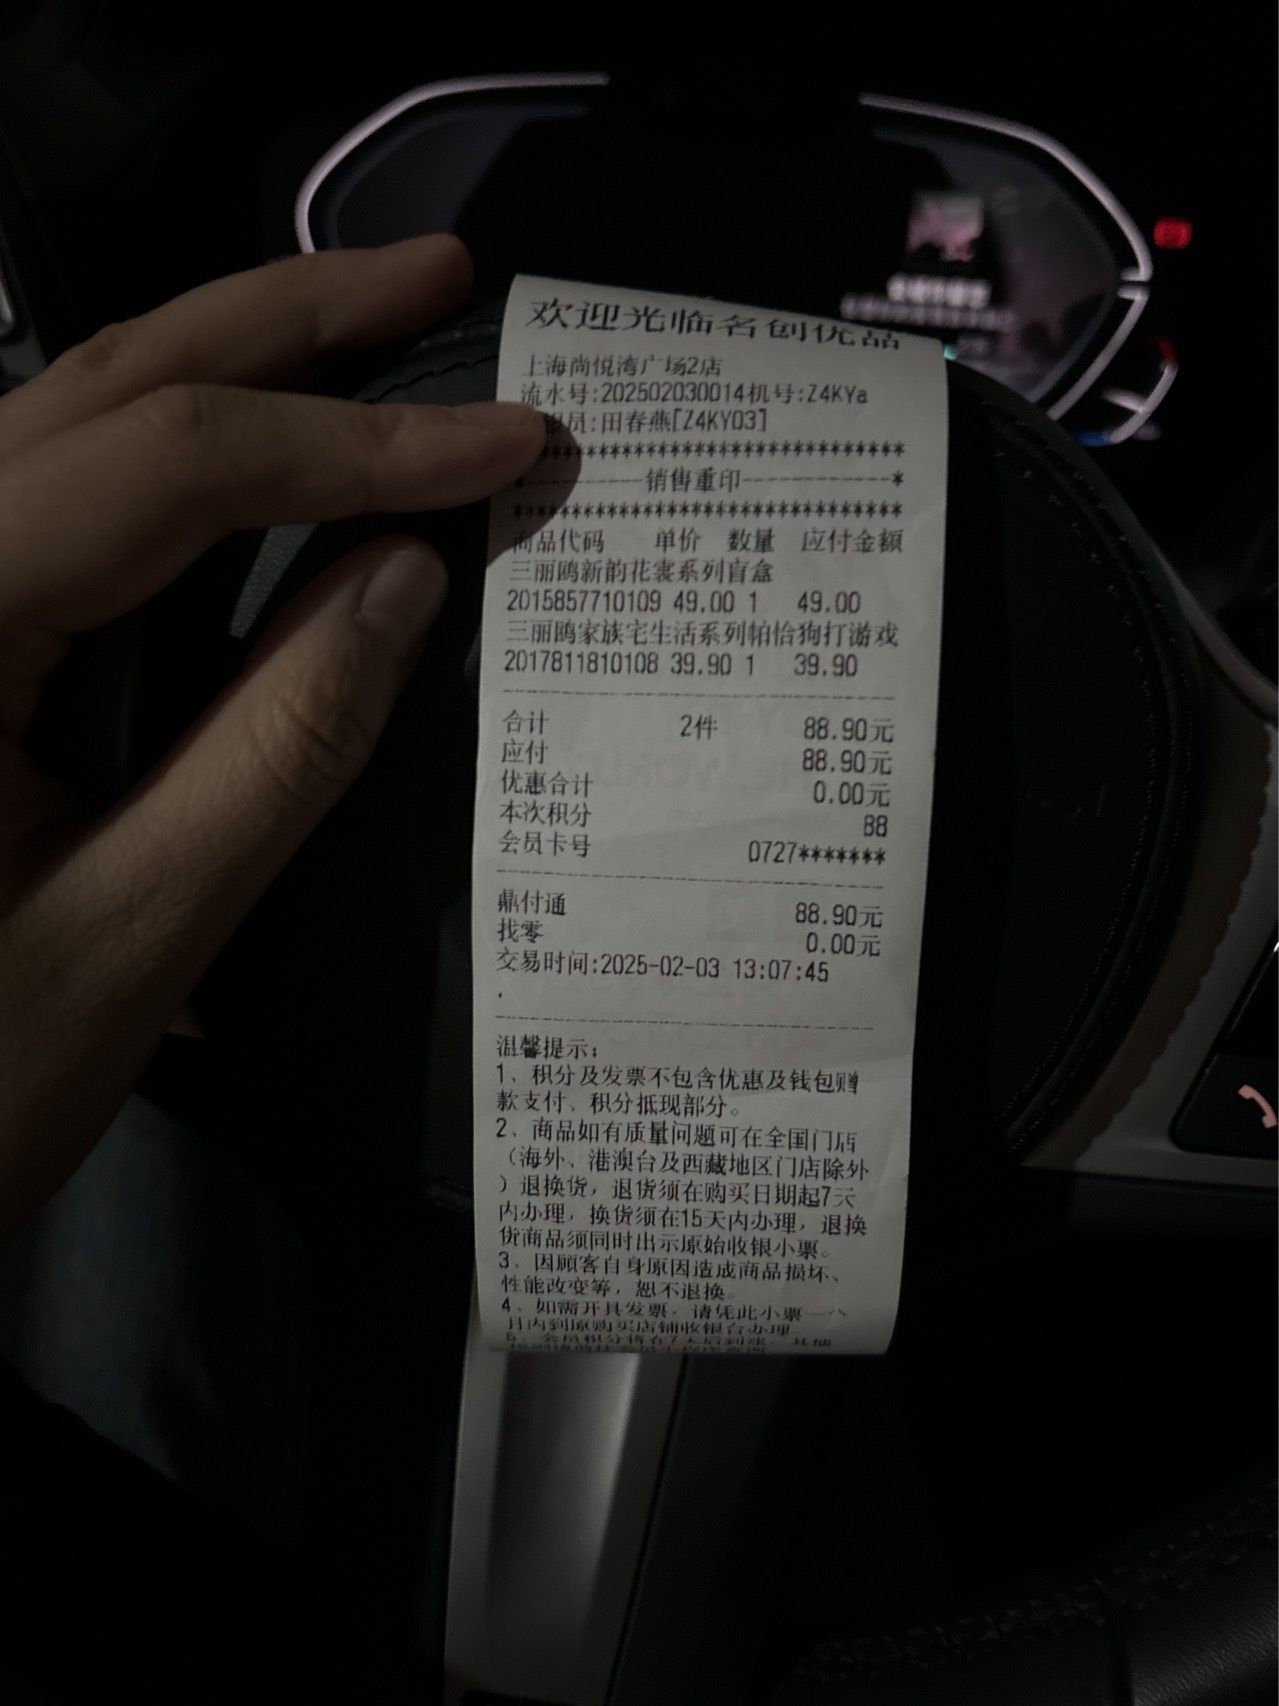 欢迎光临名创优品
上海尚悦湾广场2店
流水号:202502030014机号:Z4KYa
银员:田春燕[Z4KY03]
********************************
*-----------销售重印------------*
********************************
商品代码 单价 数量 应付金额
三丽鸥新韵花裳系列盲盒
2015857710109 49.00 1 49.00
三丽鸥家族宅生活系列帕恰狗打游戏
2017811810108 39.90 1 39.90
合计 2件 88.90元
应付 88.90元
优惠合计 0.00元
本次积分 88
会员卡号 0727*******
鼎付通 88.90元
找零 0.00元
交易时间:2025-02-03 13:07:45
.
温馨提示：
1、积分及发票不包含优惠及钱包赠
款支付、积分抵现部分。
2、商品如有质量问题可在全国门店
（海外、港澳台及西藏地区门店除外
）退换货，退货须在购买日期起7天
内办理，换货须在15天内办理，退换
货商品须同时出示原始收银小票。
3、因顾客自身原因造成商品损坏、
性能改变等，恕不退换。
4、如需开具发票，请凭此小票一个
月内到原购买店铺收银台办理。